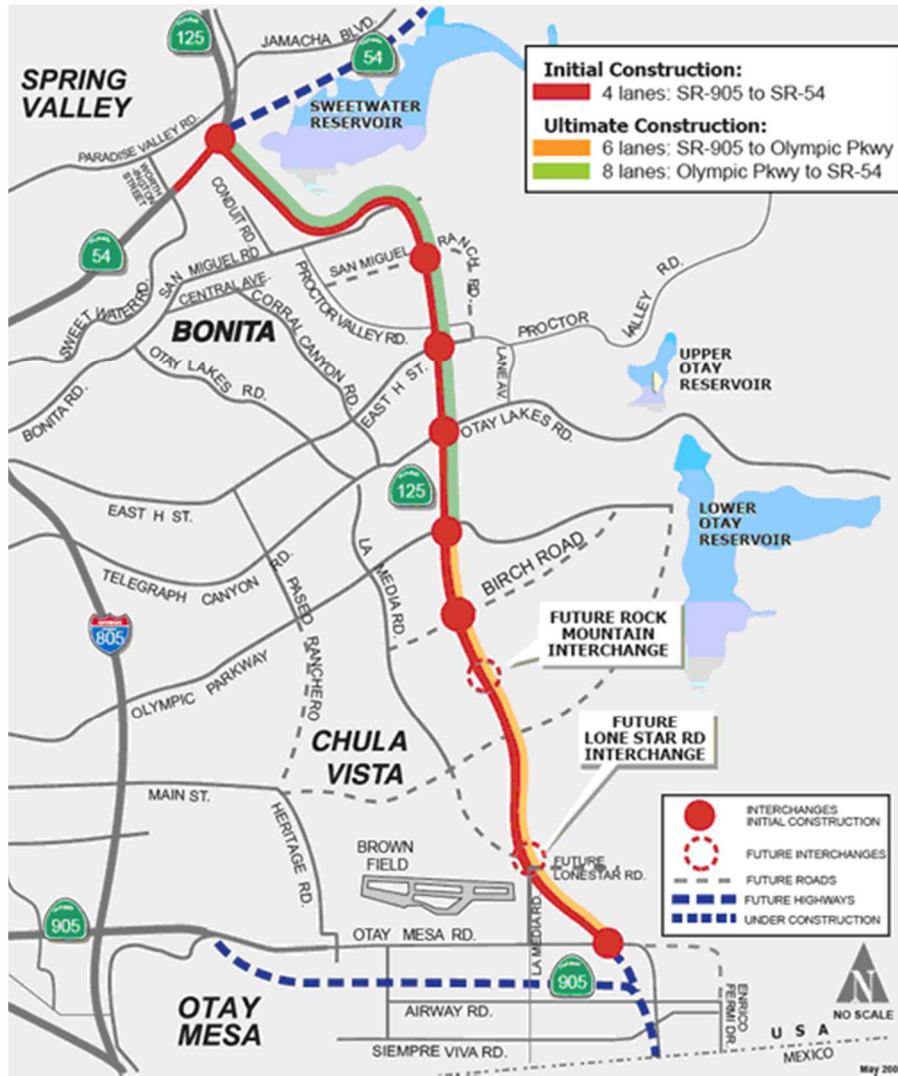 125
JAMACHA BLVD.
54
SPRING
VALLEY
SWEETWATER
RESERVOIR
PARADISE VALLEY RD.
WORTH
-INGTON
STREET
54
CONDUIT RD.
SAN MIGUEL RD
SAN MIGUEL RANCH RD.
SWEET WATER RD.
CENTRAL AVE.
BONITA
CORRAL CANYON RD.
PROCTOR VALLEY RD.
PROCTOR VALLEY RD.
LANE AV.
OTAY LAKES RD.
EAST H ST.
BONITA RD.
OTAY LAKES RD.
UPPER
OTAY
RESERVOIR
125
EAST H ST.
LOWER
OTAY
RESERVOIR
TELEGRAPH CANYON RD.
PASEO RANCHERO
LA MEDIA RD.
BIRCH ROAD
805
OLYMPIC PARKWAY
FUTURE ROCK
MOUNTAIN
INTERCHANGE
FUTURE
LONE STAR RD
INTERCHANGE
CHULA
VISTA
MAIN ST.
HERITAGE RD.
BROWN
FIELD
FUTURE
LONESTAR RD.
LA MEDIA RD.
905
OTAY MESA RD.
905
OTAY
MESA
AIRWAY RD.
ENRICO
FERMI DR.
SIEMPRE VIVA RD.
USA
MEXICO
Initial Construction:
4 lanes: SR-905 to SR-54
Ultimate Construction:
6 lanes: SR-905 to Olympic Pkwy
8 lanes: Olympic Pkwy to SR-54
INTERCHANGES
INITIAL CONSTRUCTION
FUTURE INTERCHANGES
FUTURE ROADS
FUTURE HIGHWAYS
UNDER CONSTRUCTION
N
NO SCALE
May 200